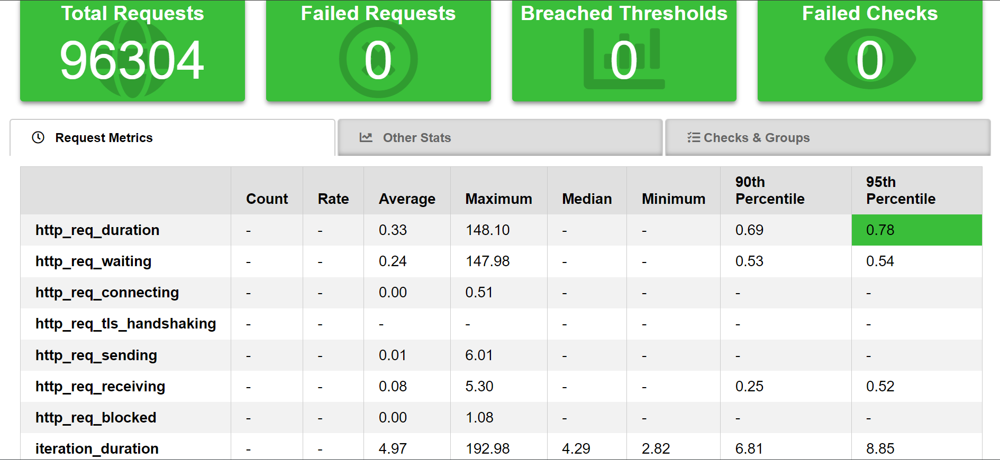 Total Requests
96304
Failed Requests
0
Breached Thresholds
0
Failed Checks
0
Request Metrics
Other Stats
Checks & Groups
Count Rate Average Maximum Median Minimum 90th Percentile 95th Percentile
http_req_duration - - 0.33 148.10 - - 0.69 0.78
http_req_waiting - - 0.24 147.98 - - 0.53 0.54
http_req_connecting - - 0.00 0.51 - - - -
http_req_tls_handshaking - - - - - - - -
http_req_sending - - 0.01 6.01 - - - -
http_req_receiving - - 0.08 5.30 - - 0.25 0.52
http_req_blocked - - 0.00 1.08 - - - -
iteration_duration - - 4.97 192.98 4.29 2.82 6.81 8.85